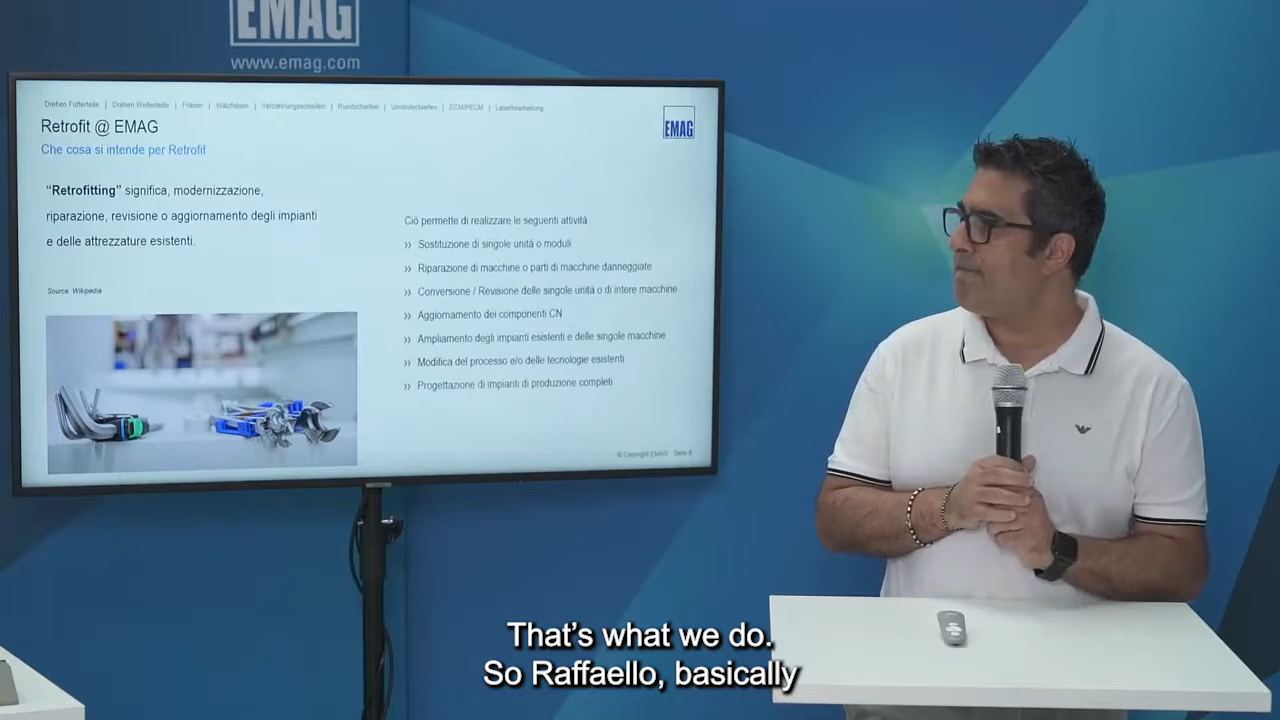 EMAG
www.emag.com
Drehen Futterteile | Drehen Wellenteile | Fräsen | Wälzfräsen | Verzahnungsschleifen | Rundschleifen | Unrundschleifen | ECM/PECM | Laserbearbeitung
Retrofit @ EMAG
Che cosa si intende per Retrofit
EMAG
“Retrofitting” significa, modernizzazione,
riparazione, revisione o aggiornamento degli impianti
e delle attrezzature esistenti.
Source: Wikipedia
Ciò permette di realizzare le seguenti attività
›› Sostituzione di singole unità o moduli
›› Riparazione di macchine o parti di macchine danneggiate
›› Conversione / Revisione delle singole unità o di intere macchine
›› Aggiornamento dei componenti CN
›› Ampliamento degli impianti esistenti e delle singole macchine
›› Modifica del processo e/o delle tecnologie esistenti
›› Progettazione di impianti di produzione completi
© Copyright EMAG - Seite 8
That’s what we do.
So Raffaello, basically